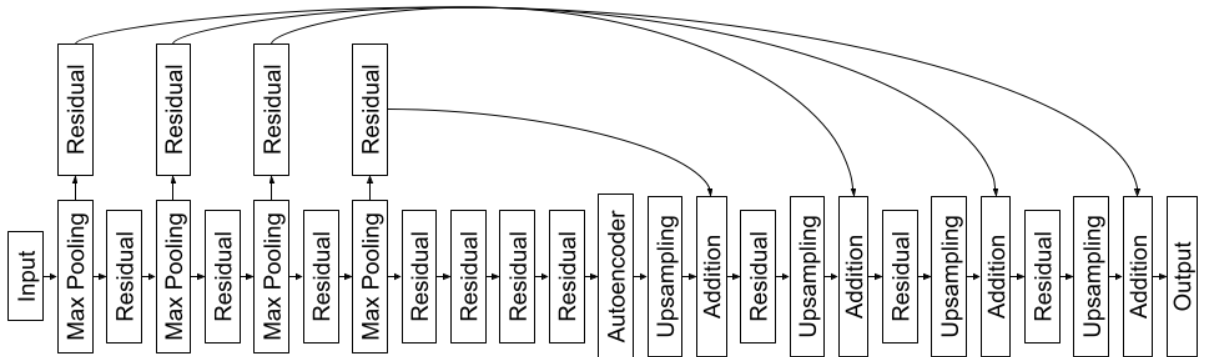 Residual
Residual
Residual
Residual
Input
Max Pooling
Residual
Max Pooling
Residual
Max Pooling
Residual
Max Pooling
Residual
Residual
Residual
Residual
Autoencoder
Upsampling
Addition
Residual
Upsampling
Addition
Residual
Upsampling
Addition
Residual
Upsampling
Addition
Output